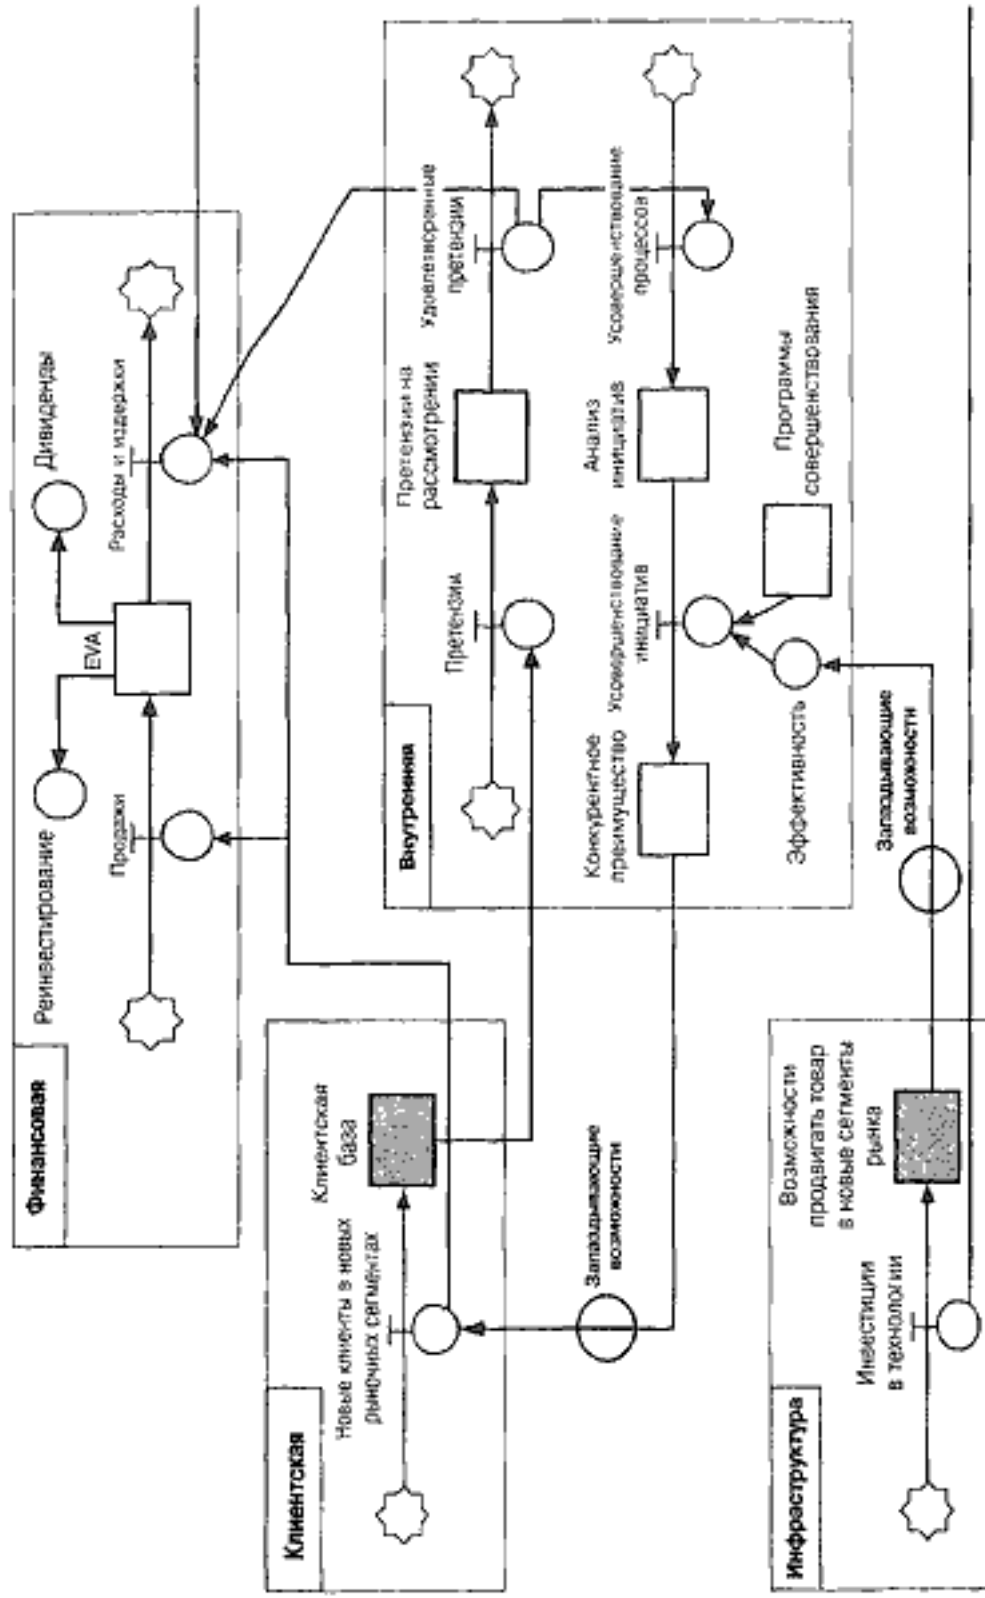 Финансовая
Реинвестирование
Дивиденды
EVA
Продажи
Расходы и издержки
Клиентская
Клиентская
база
Новые клиенты в новых
рыночных сегментах
Запаздывающие
возможности
Внутренняя
Претензии
Претензии на
рассмотрении
Удовлетворенные
претензии
Конкурентное
преимущество
Усовершенствование
инициатив
Анализ
инициатив
Усовершенствование
процессов
Эффективность
Программы
совершенствования
Запаздывающие
возможности
Инфраструктура
Инвестиции
в технологии
Возможности
продвигать товар
в новые сегменты
рынка